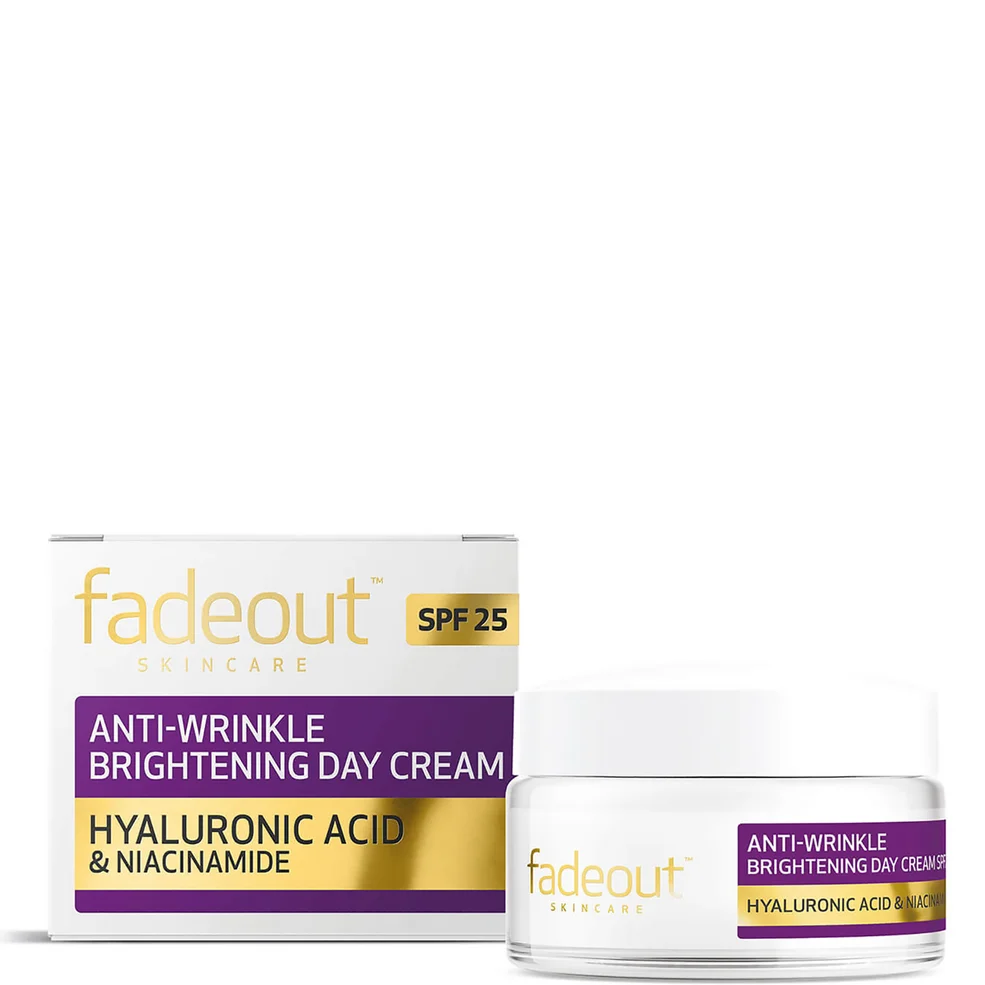 fadeout™
SKINCARE
SPF 25
ANTI-WRINKLE
BRIGHTENING DAY CREAM
HYALURONIC ACID
& NIACINAMIDE
fadeout™
SKINCARE
ANTI-WRINKLE
BRIGHTENING DAY CREAM SPF
HYALURONIC ACID &